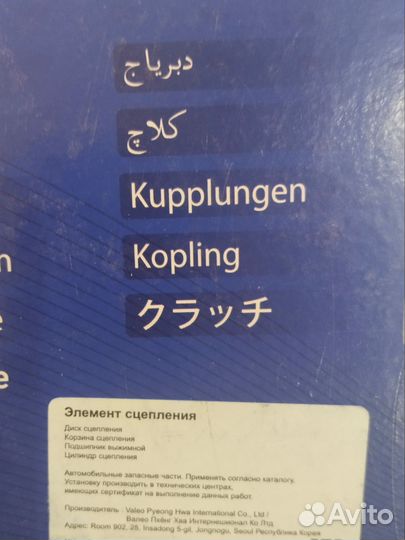 دبرياج
كلاچ
Kupplungen
Kopling
クラッチ
n
e
e
Элемент сцепления
Диск сцепления
Корзина сцепления
Подшипник выжимной
Цилиндр сцепления
Автомобильные запасные части. Применять согласно каталогу.
Установку производить в технических центрах,
имеющих сертификат на выполнение данных работ.
Производитель : Valeo Pyeong Hwa International Co., Ltd /
Валео Пхёнг Хва Интернешионал Ко Лтд
Адрес: Room 902, 28, Insadong 5-gil, Jongnogu, Seoul Республика Корея
Avito